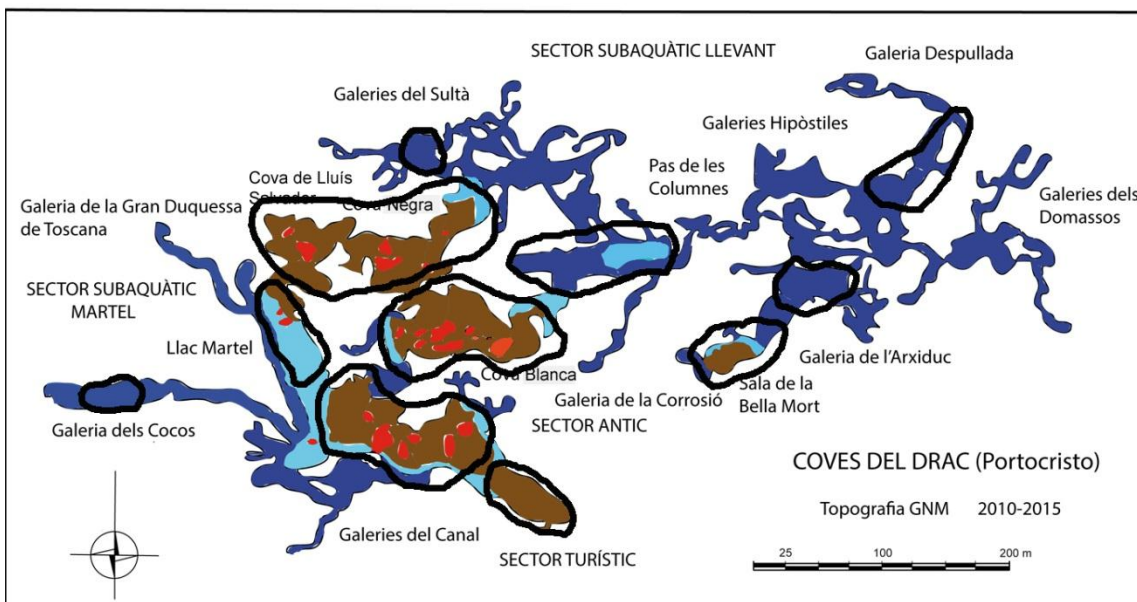 SECTOR SUBAQUÀTIC LLEVANT
Galeria Despullada
Galeries del Sultà
Galeries Hipòstiles
Pas de les
Columnes
Cova de Lluís
Salvador
Cova Negra
Galeria de la Gran Duquessa
de Toscana
Galeries dels
Domassos
SECTOR SUBAQUÀTIC
MARTEL
Llac Martel
Galeria de l'Arxiduc
Cova Blanca
Galeria de la Corrosió
Sala de la
Bella Mort
SECTOR ANTIC
Galeria dels Cocos
COVES DEL DRAC (Portocristo)
Topografia GNM 2010-2015
Galeries del Canal
SECTOR TURÍSTIC
25 100 200 m